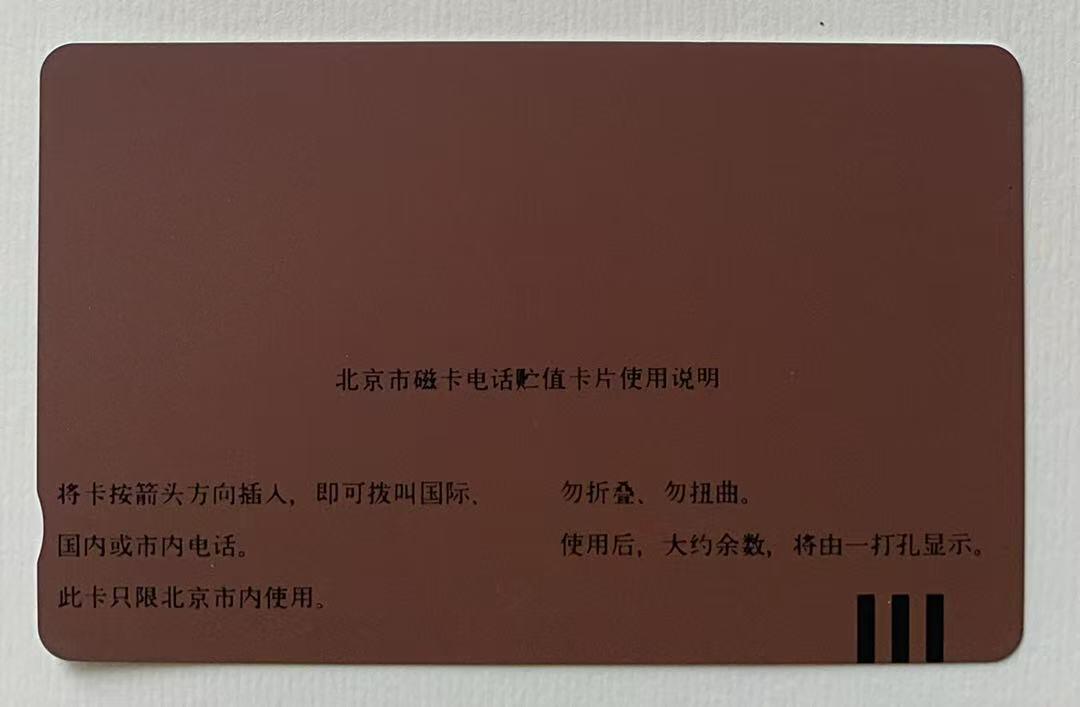 北京市磁卡电话贮值卡片使用说明
将卡按箭头方向插入，即可拨叫国际、
国内或市内电话。
此卡只限北京市内使用。
勿折叠、勿扭曲。
使用后，大约余数，将由一打孔显示。